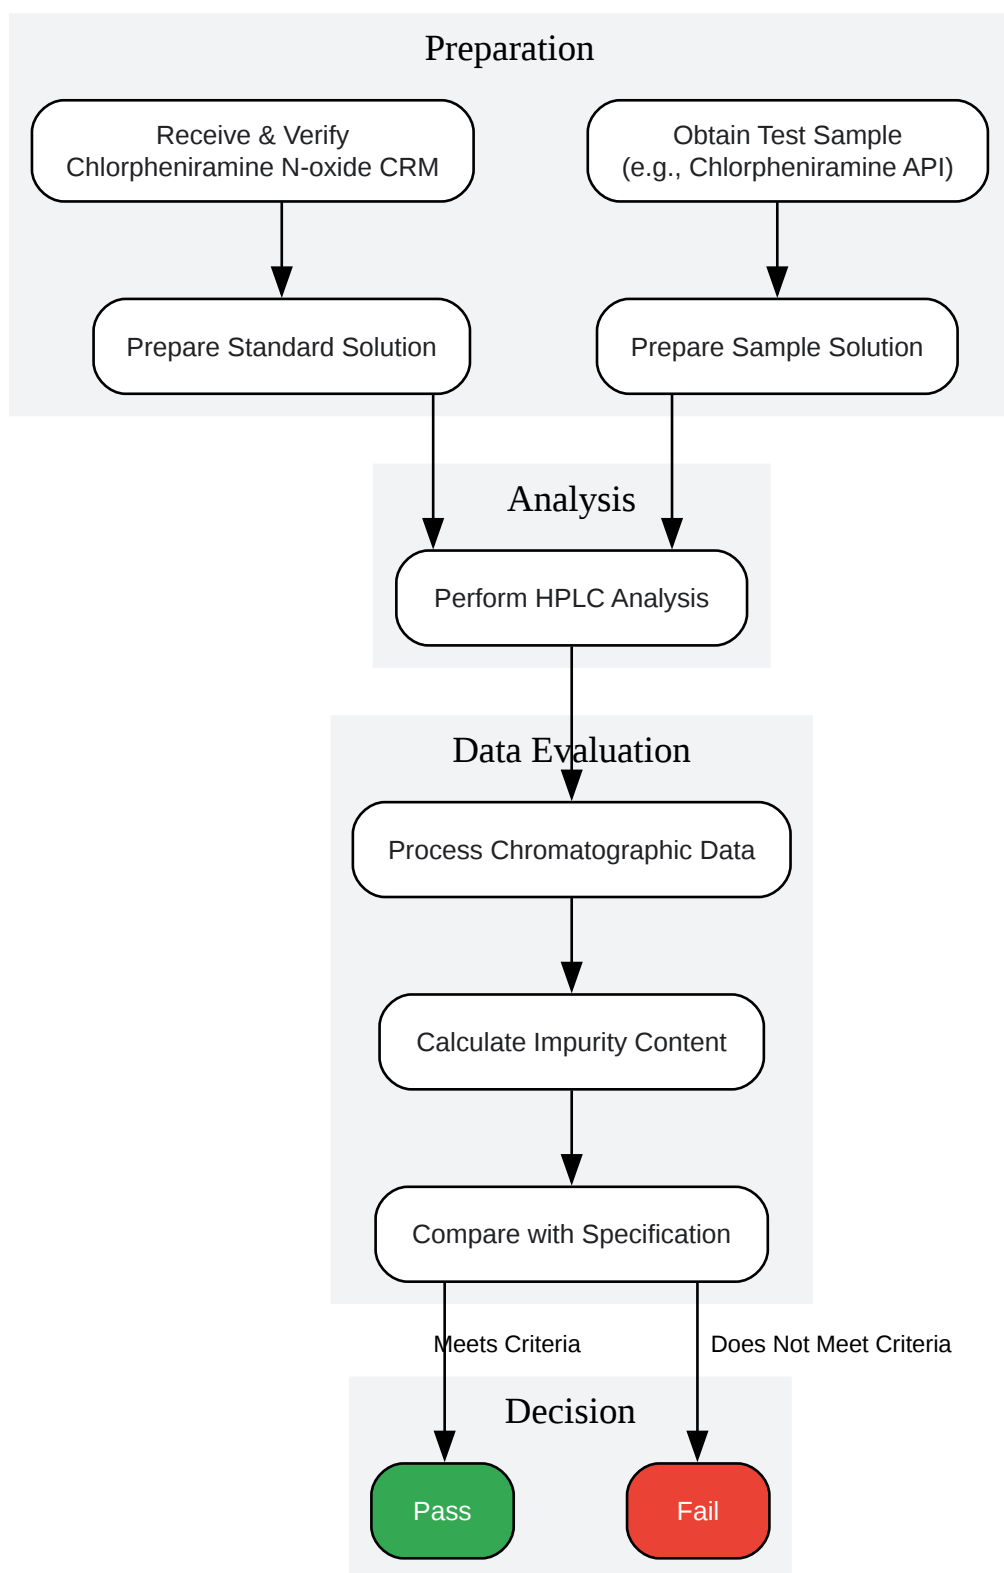 Preparation
Receive & Verify
Chlorpheniramine N-oxide CRM
Obtain Test Sample
(e.g., Chlorpheniramine API)
Prepare Standard Solution
Prepare Sample Solution
Analysis
Perform HPLC Analysis
Data Evaluation
Process Chromatographic Data
Calculate Impurity Content
Compare with Specification
Meets Criteria
Does Not Meet Criteria
Decision
Pass
Fail